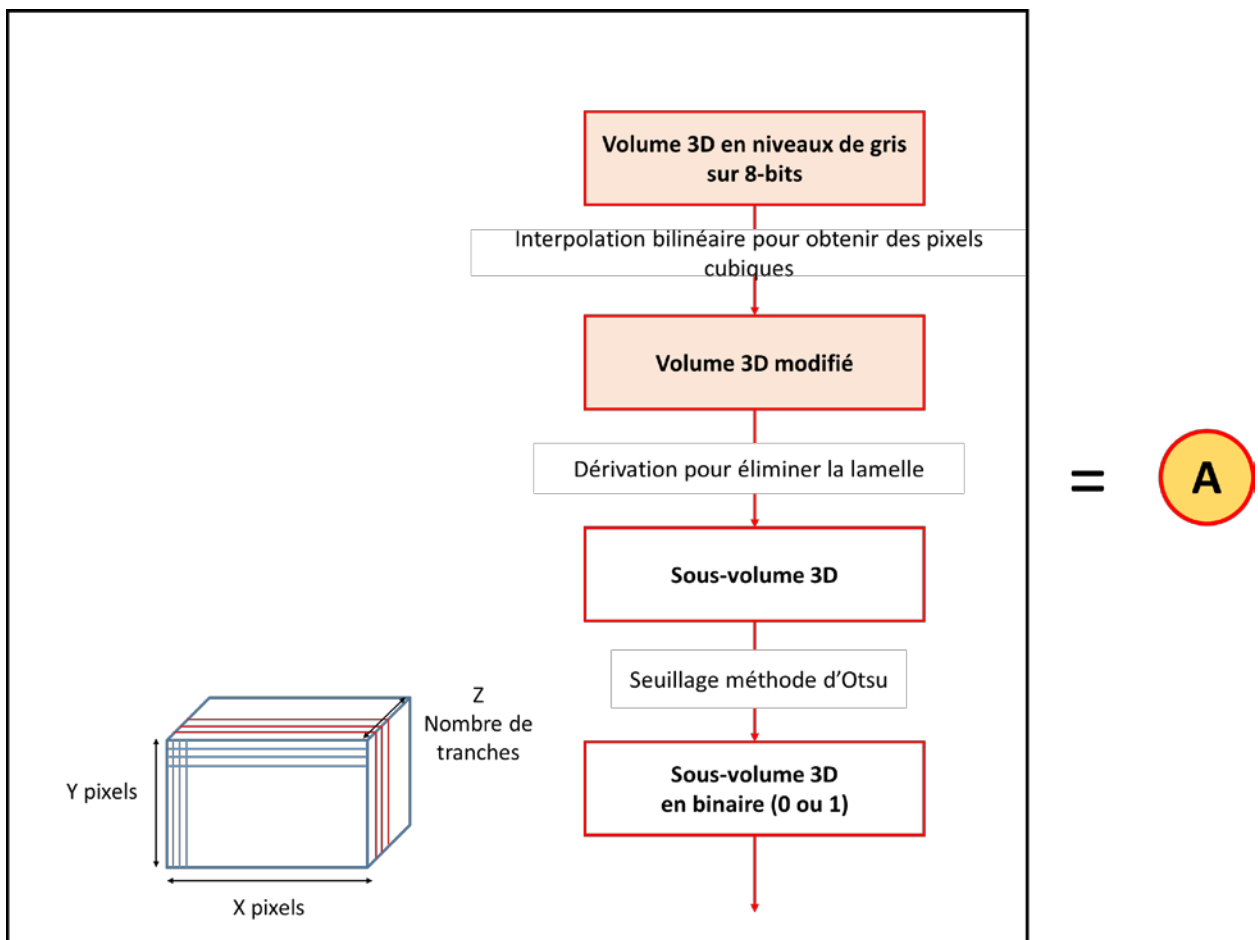 Volume 3D en niveaux de gris
sur 8-bits
Interpolation bilinéaire pour obtenir des pixels
cubiques
Volume 3D modifié
Dérivation pour éliminer la lamelle
= A
Sous-volume 3D
Seuillage méthode d'Otsu
Z
Nombre de
tranches
Y pixels
X pixels
Sous-volume 3D
en binaire (0 ou 1)